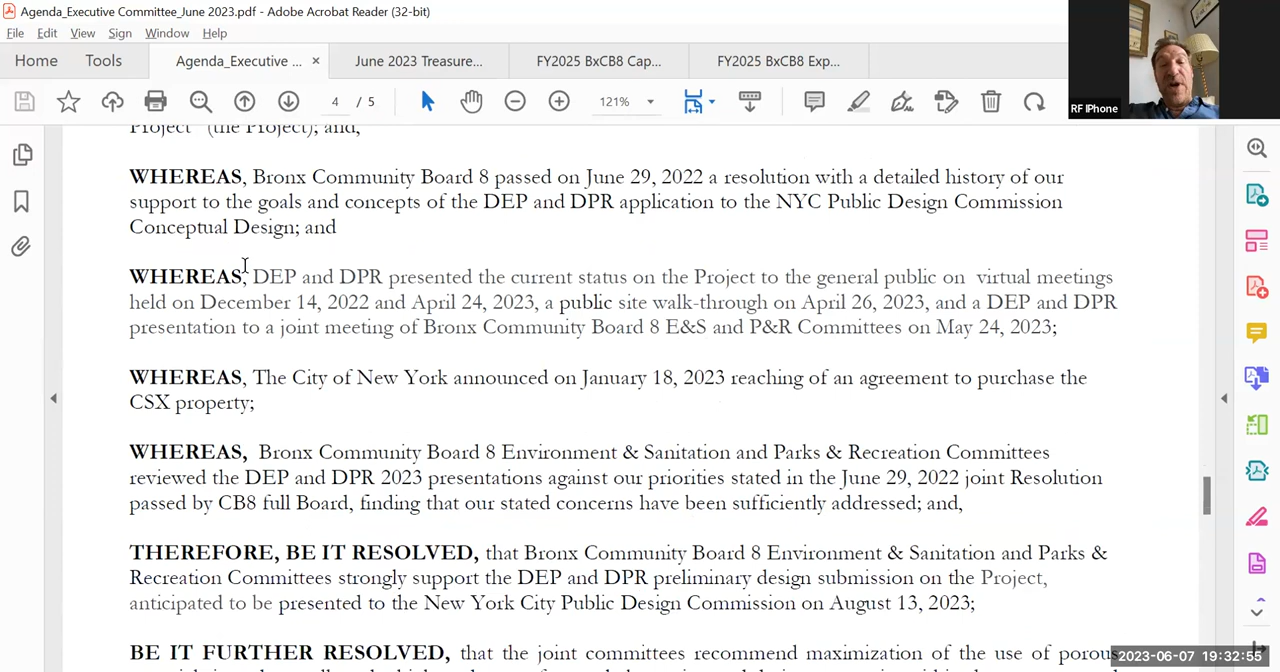 Agenda_Executive Committee_June 2023.pdf - Adobe Acrobat Reader (32-bit)
File Edit View Sign Window Help
Home Tools Agenda_Executive ... × June 2023 Treasure... FY2025 BxCB8 Cap... FY2025 BxCB8 Exp...
4 / 5 121%
RF IPhone
Project (the Project); and,
WHEREAS, Bronx Community Board 8 passed on June 29, 2022 a resolution with a detailed history of our
support to the goals and concepts of the DEP and DPR application to the NYC Public Design Commission
Conceptual Design; and
WHEREAS, DEP and DPR presented the current status on the Project to the general public on virtual meetings
held on December 14, 2022 and April 24, 2023, a public site walk-through on April 26, 2023, and a DEP and DPR
presentation to a joint meeting of Bronx Community Board 8 E&S and P&R Committees on May 24, 2023;
WHEREAS, The City of New York announced on January 18, 2023 reaching of an agreement to purchase the
CSX property;
WHEREAS, Bronx Community Board 8 Environment & Sanitation and Parks & Recreation Committees
reviewed the DEP and DPR 2023 presentations against our priorities stated in the June 29, 2022 joint Resolution
passed by CB8 full Board, finding that our stated concerns have been sufficiently addressed; and,
THEREFORE, BE IT RESOLVED, that Bronx Community Board 8 Environment & Sanitation and Parks &
Recreation Committees strongly support the DEP and DPR preliminary design submission on the Project,
anticipated to be presented to the New York City Public Design Commission on August 13, 2023;
BE IT FURTHER RESOLVED, that the joint committees recommend maximization of the use of porous
2023-06-07 19:32:55